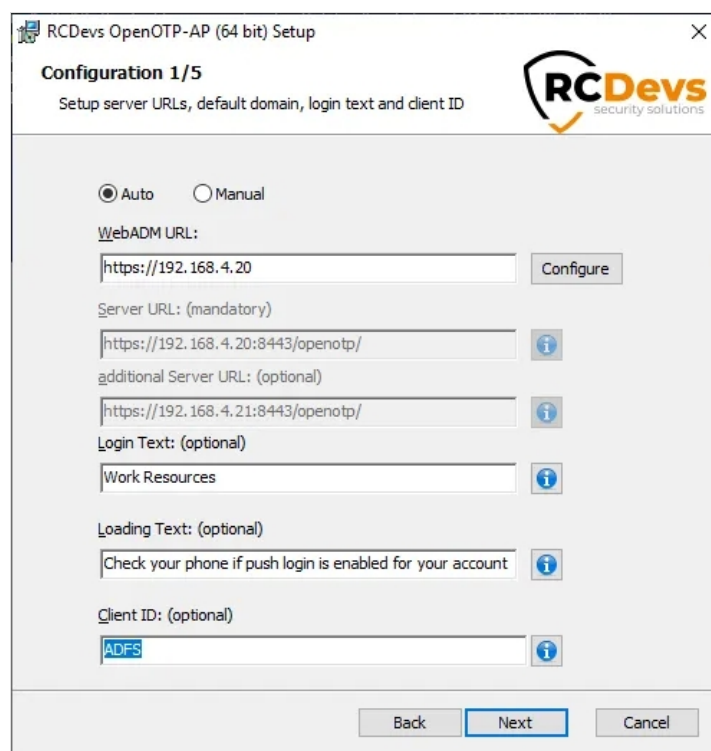 RCDevs OpenOTP-AP (64 bit) Setup
Configuration 1/5
Setup server URLs, default domain, login text and client ID
RCDevs
security solutions
Auto Manual
WebADM URL:
https://192.168.4.20 Configure
Server URL: (mandatory)
https://192.168.4.20:8443/openotp/
additional Server URL: (optional)
https://192.168.4.21:8443/openotp/
Login Text: (optional)
Work Resources
Loading Text: (optional)
Check your phone if push login is enabled for your account
Client ID: (optional)
ADFS
Back Next Cancel